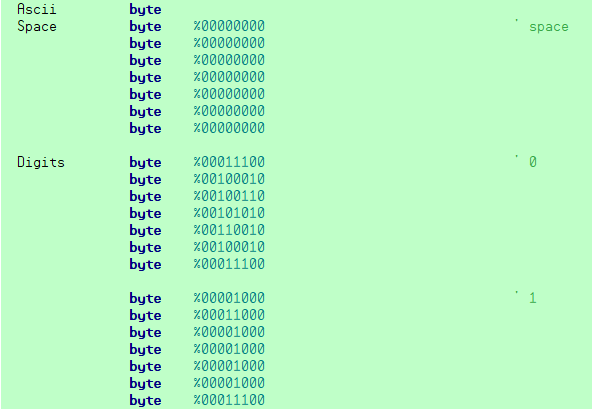 Ascii byte
Space byte %00000000 ' space
byte %00000000
byte %00000000
byte %00000000
byte %00000000
byte %00000000
byte %00000000
Digits byte %00011100 ' 0
byte %00100010
byte %00100110
byte %00101010
byte %00110010
byte %00100010
byte %00011100
byte %00001000 ' 1
byte %00011000
byte %00001000
byte %00001000
byte %00001000
byte %00001000
byte %00011100